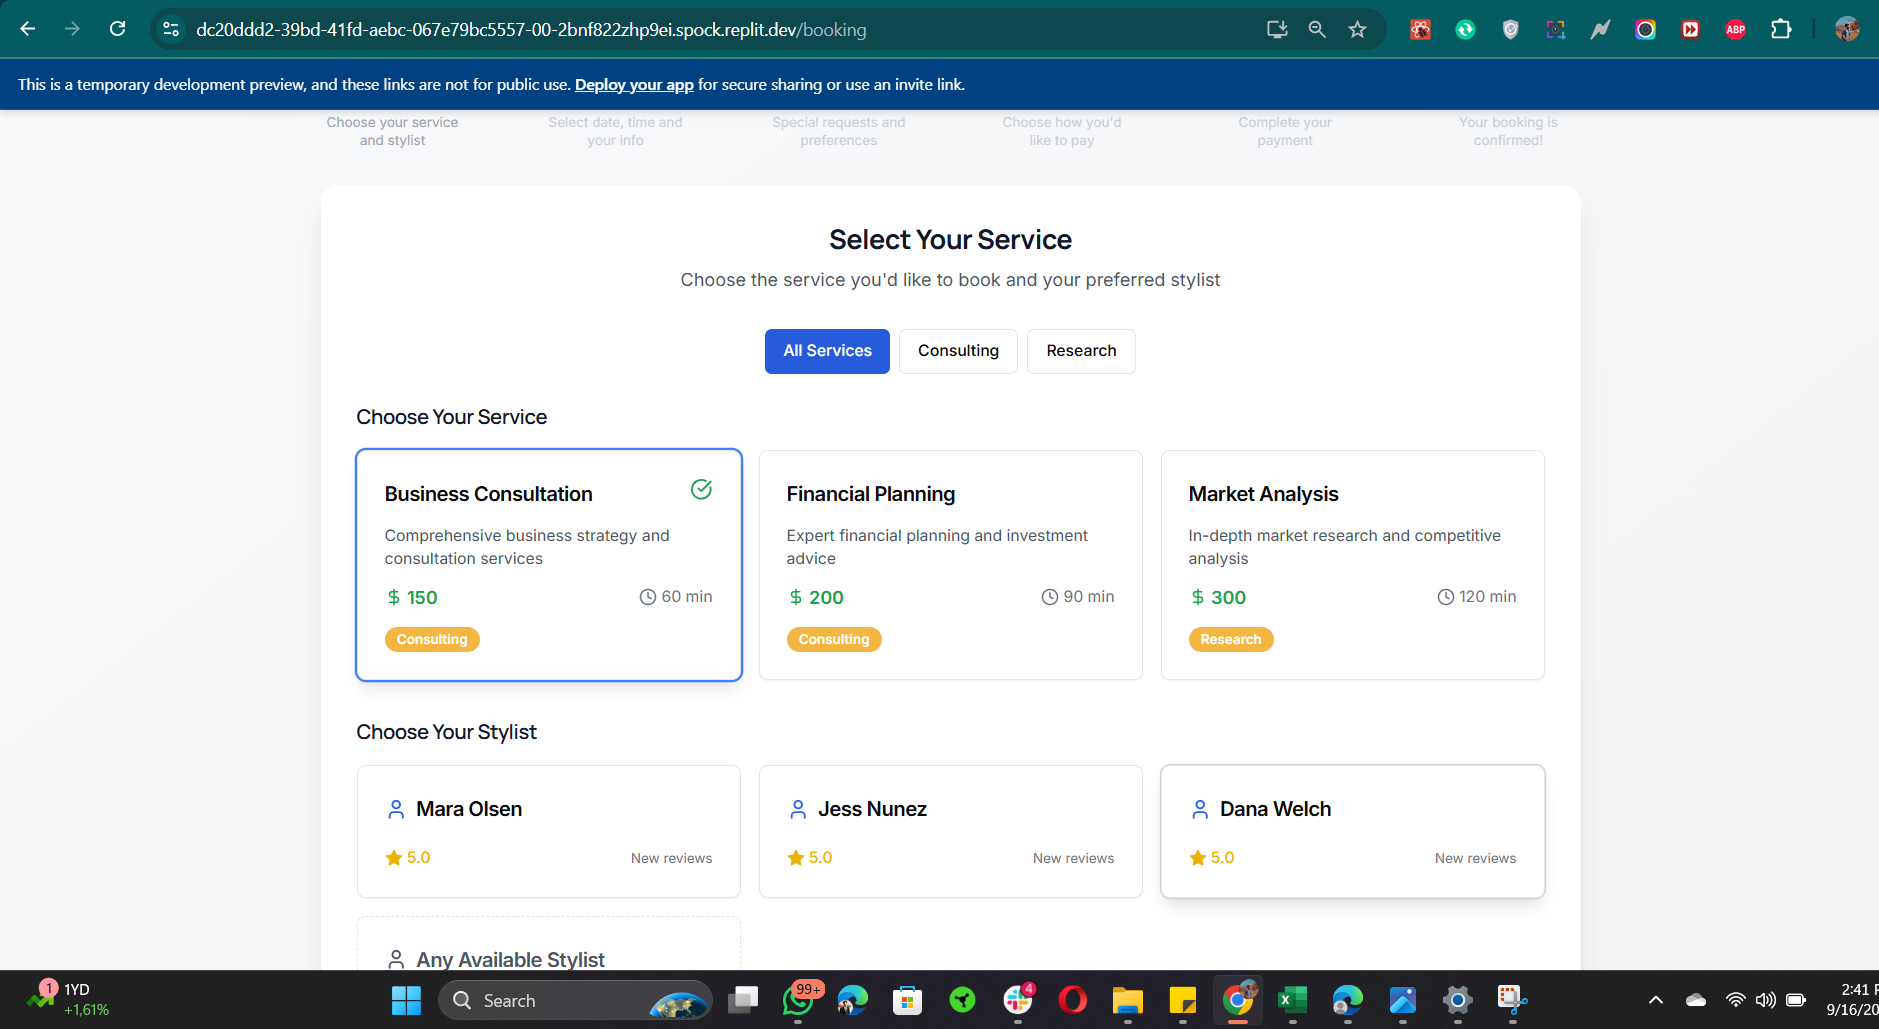 dc20ddd2-39bd-41fd-aebc-067e79bc5557-00-2bnf822zhp9ei.spock.replit.dev/booking
ABP
This is a temporary development preview, and these links are not for public use. Deploy your app for secure sharing or use an invite link.
Choose your service and stylist
Select date, time and your info
Special requests and preferences
Choose how you'd like to pay
Complete your payment
Your booking is confirmed!
Select Your Service
Choose the service you'd like to book and your preferred stylist
All Services Consulting Research
Choose Your Service
Business Consultation
Comprehensive business strategy and
consultation services
$ 150 60 min
Consulting
Financial Planning
Expert financial planning and investment
advice
$ 200 90 min
Consulting
Market Analysis
In-depth market research and competitive
analysis
$ 300 120 min
Research
Choose Your Stylist
Mara Olsen
5.0 New reviews
Jess Nunez
5.0 New reviews
Dana Welch
5.0 New reviews
Any Available Stylist
1 1YD
+1,61%
Search
99+
4
2:41
9/16/20